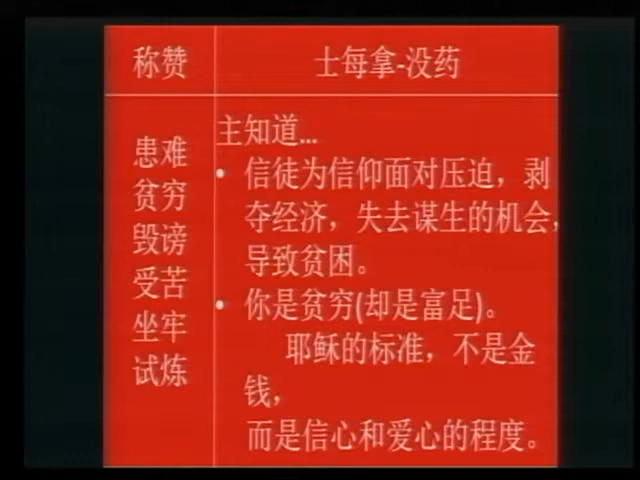 称赞
士每拿-没药
患难
贫穷
毁谤
受苦
坐牢
试炼
主知道...
• 信徒为信仰面对压迫，剥
夺经济，失去谋生的机会，
导致贫困。
• 你是贫穷(却是富足)。
耶稣的标准，不是金
钱，
而是信心和爱心的程度。